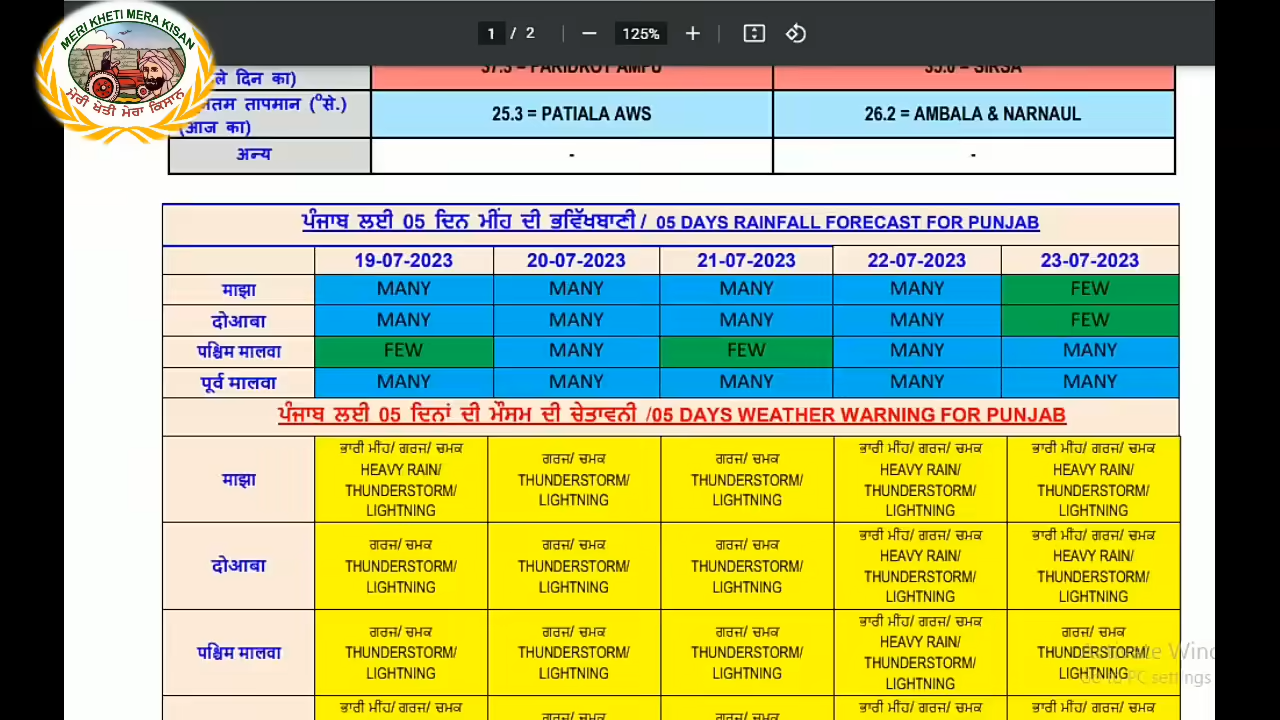 MERI KHETI MERA KISAN
ਮੇਰੀ ਖੇਤੀ ਮੇਰਾ ਕਿਸਾਨ
1 / 2 125%
ले दिन का)
तम तापमान (°से.) 25.3 = PATIALA AWS 26.2 = AMBALA & NARNAUL
(आज का)
अन्य - -
ਪੰਜਾਬ ਲਈ 05 ਦਿਨ ਮੀਂਹ ਦੀ ਭਵਿੱਖਬਾਣੀ / 05 DAYS RAINFALL FORECAST FOR PUNJAB
19-07-2023 20-07-2023 21-07-2023 22-07-2023 23-07-2023
माझा MANY MANY MANY MANY FEW
दोआबा MANY MANY MANY MANY FEW
पश्चिम मालवा FEW MANY FEW MANY MANY
पूर्व मालवा MANY MANY MANY MANY MANY
ਪੰਜਾਬ ਲਈ 05 ਦਿਨਾਂ ਦੀ ਮੌਸਮ ਦੀ ਚੇਤਾਵਨੀ /05 DAYS WEATHER WARNING FOR PUNJAB
माझा
ਭਾਰੀ ਮੀਂਹ/ ਗਰਜ/ ਚਮਕ
HEAVY RAIN/
THUNDERSTORM/
LIGHTNING
ਗਰਜ/ ਚਮਕ
THUNDERSTORM/
LIGHTNING
ਗਰਜ/ ਚਮਕ
THUNDERSTORM/
LIGHTNING
ਭਾਰੀ ਮੀਂਹ/ ਗਰਜ/ ਚਮਕ
HEAVY RAIN/
THUNDERSTORM/
LIGHTNING
ਭਾਰੀ ਮੀਂਹ/ ਗਰਜ/ ਚਮਕ
HEAVY RAIN/
THUNDERSTORM/
LIGHTNING
दोआबा
ਗਰਜ/ ਚਮਕ
THUNDERSTORM/
LIGHTNING
ਗਰਜ/ ਚਮਕ
THUNDERSTORM/
LIGHTNING
ਗਰਜ/ ਚਮਕ
THUNDERSTORM/
LIGHTNING
ਭਾਰੀ ਮੀਂਹ/ ਗਰਜ/ ਚਮਕ
HEAVY RAIN/
THUNDERSTORM/
LIGHTNING
ਭਾਰੀ ਮੀਂਹ/ ਗਰਜ/ ਚਮਕ
HEAVY RAIN/
THUNDERSTORM/
LIGHTNING
पश्चिम मालवा
ਗਰਜ/ ਚਮਕ
THUNDERSTORM/
LIGHTNING
ਗਰਜ/ ਚਮਕ
THUNDERSTORM/
LIGHTNING
ਗਰਜ/ ਚਮਕ
THUNDERSTORM/
LIGHTNING
ਭਾਰੀ ਮੀਂਹ/ ਗਰਜ/ ਚਮਕ
HEAVY RAIN/
THUNDERSTORM/
LIGHTNING
ਗਰਜ/ ਚਮਕ
THUNDERSTORM/
LIGHTNING
ਭਾਰੀ ਮੀਂਹ/ ਗਰਜ/ ਚਮਕ
ਭਾਰੀ ਮੀਂਹ/ ਗਰਜ/ ਚਮਕ
ਭਾਰੀ ਮੀਂਹ/ ਗਰਜ/ ਚਮਕ
PC settings